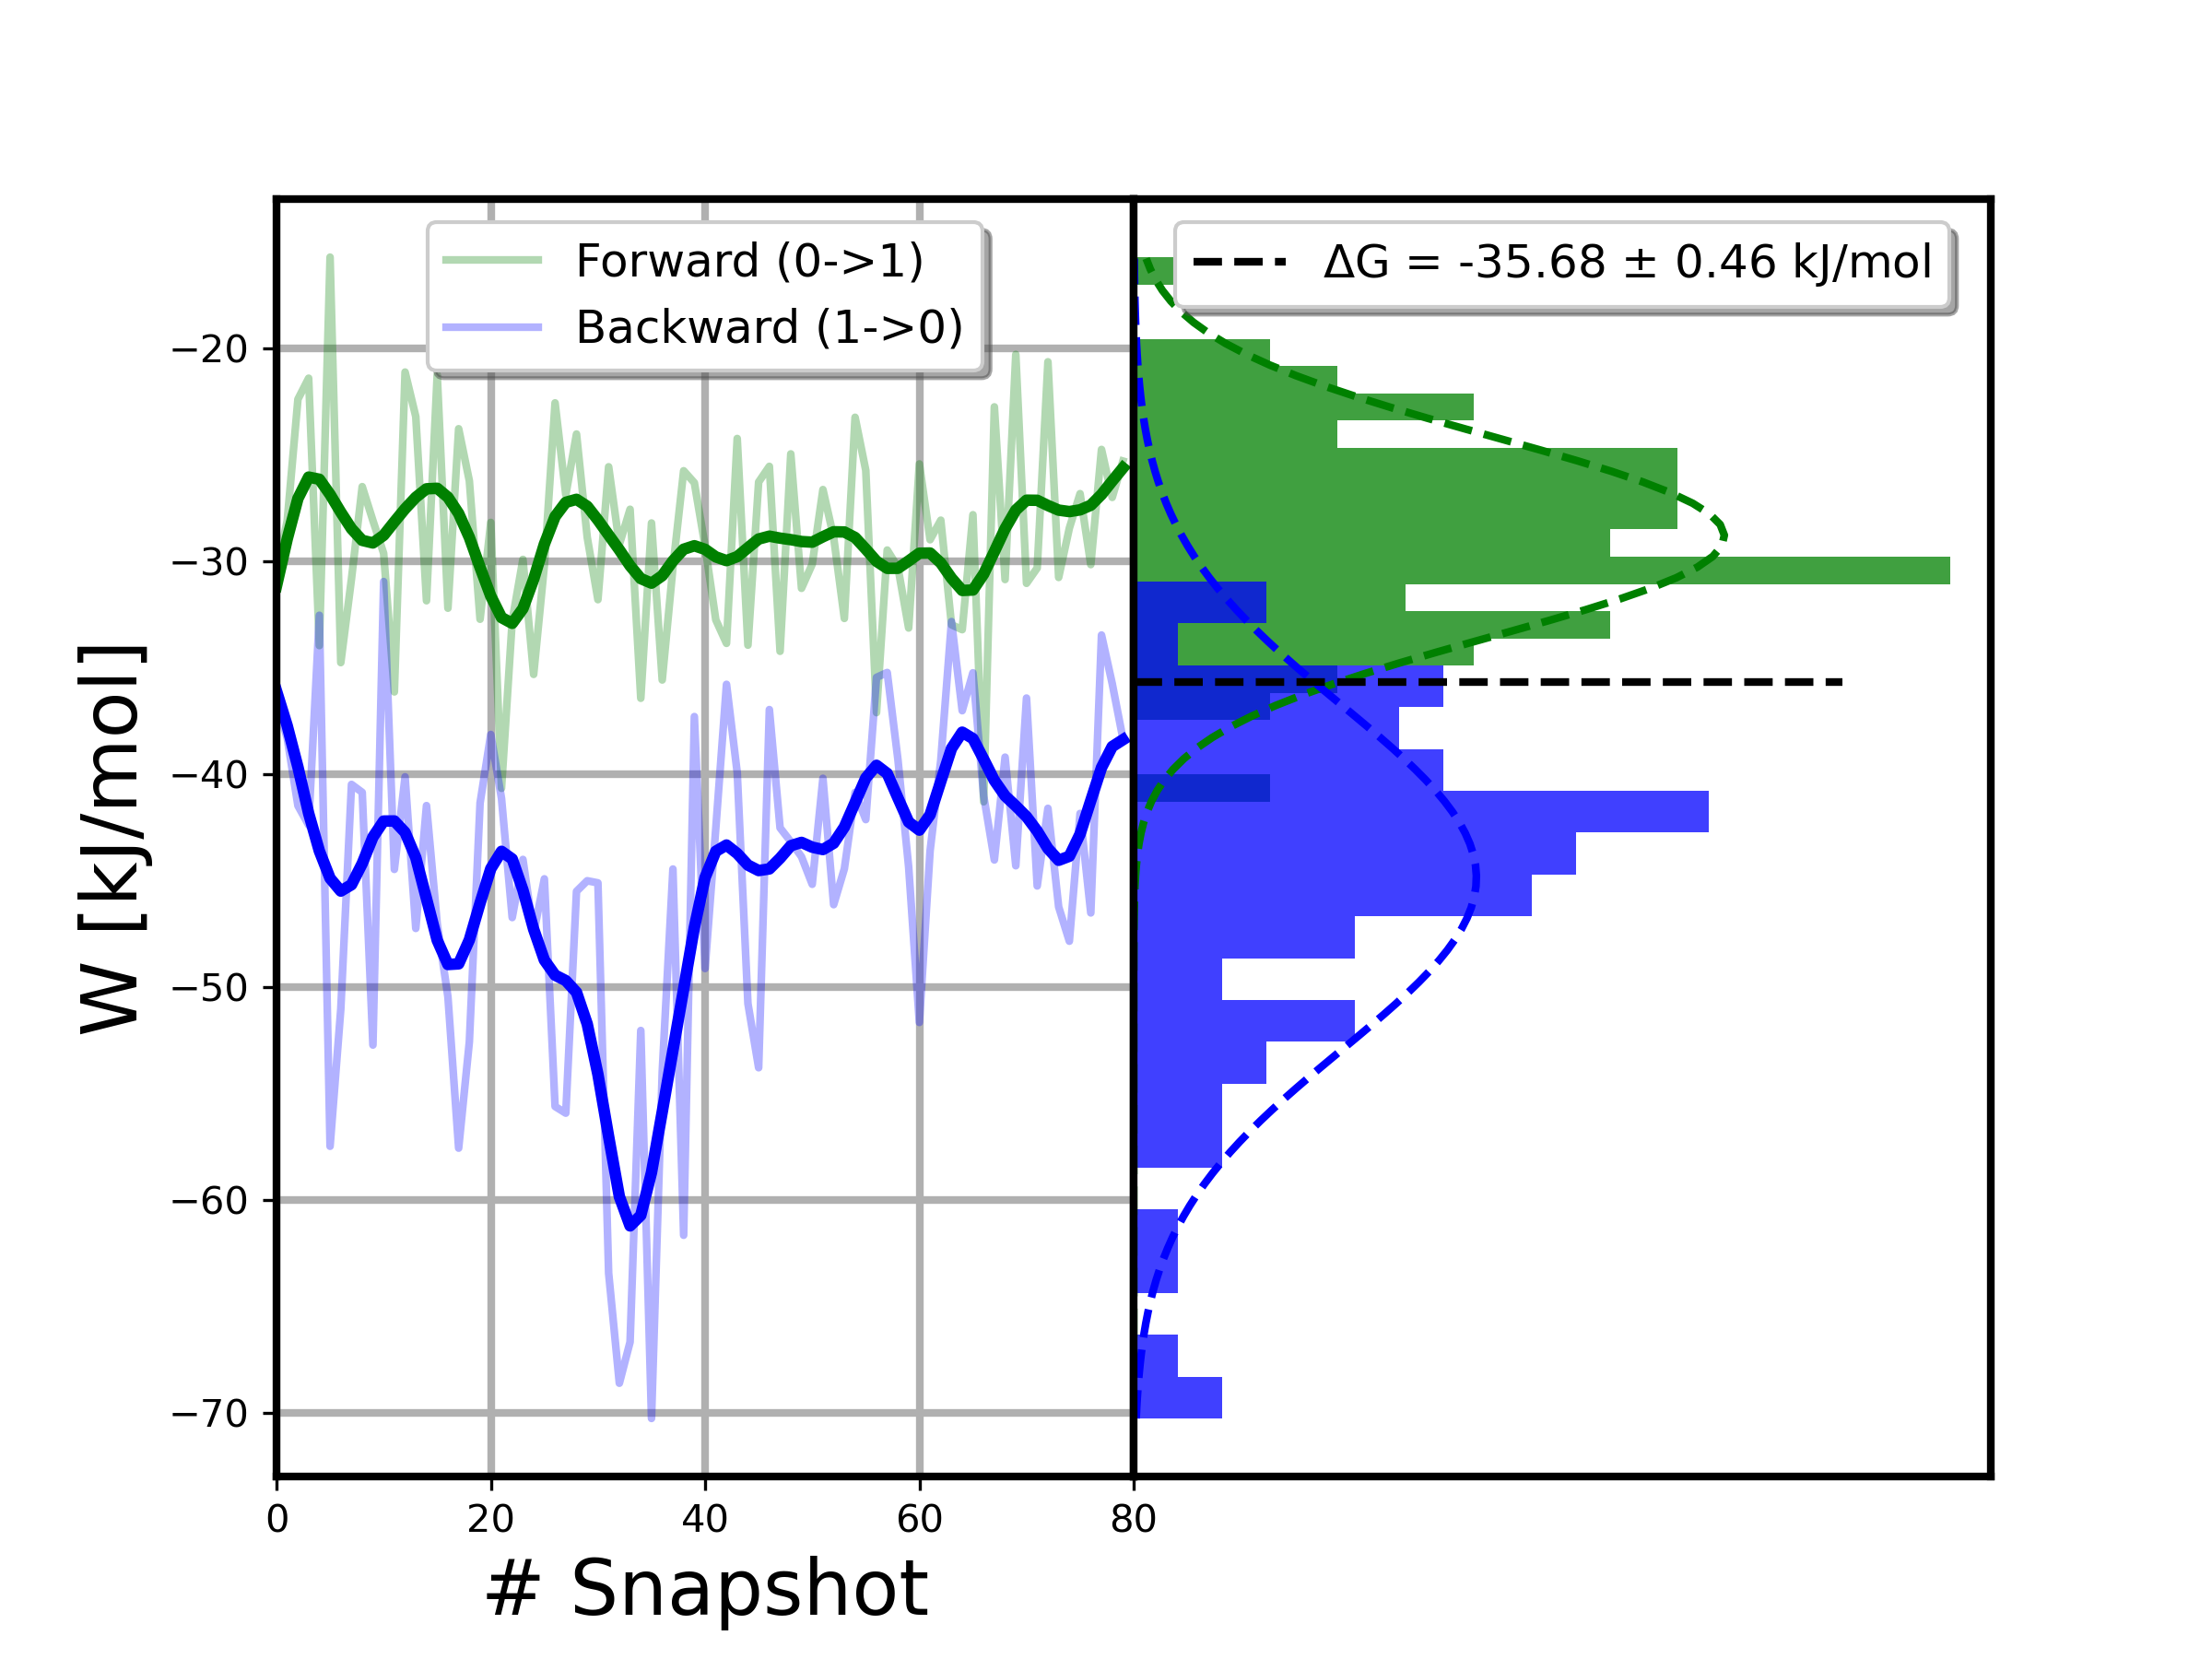 Forward (0->1)
Backward (1->0)
ΔG = -35.68 ± 0.46 kJ/mol
W [kJ/mol]
−20
−30
−40
−50
−60
−70
0 20 40 60 80
# Snapshot